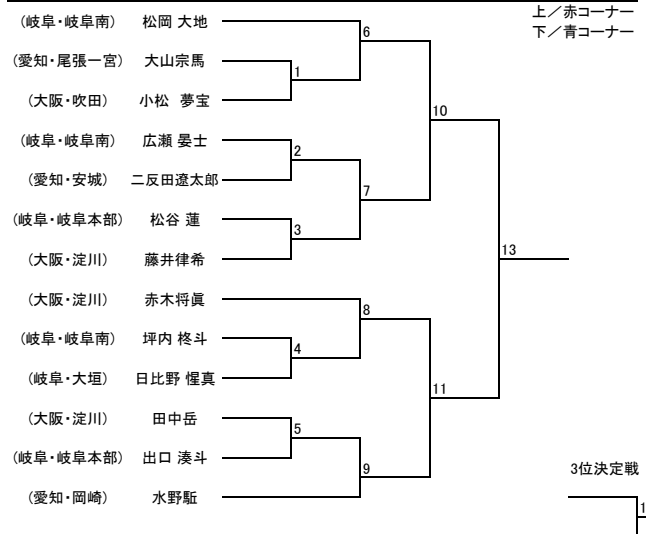 上／赤コーナー
下／青コーナー
(岐阜・岐阜南) 松岡 大地
6
(愛知・尾張一宮) 大山宗馬
1
(大阪・吹田) 小松 夢宝
10
(岐阜・岐阜南) 広瀬 晏士
2
(愛知・安城) 二反田遼太郎
7
(岐阜・岐阜本部) 松谷 蓮
3
(大阪・淀川) 藤井律希
13
(大阪・淀川) 赤木将眞
8
(岐阜・岐阜南) 坪内 柊斗
4
(岐阜・大垣) 日比野 惺真
11
(大阪・淀川) 田中岳
5
(岐阜・岐阜本部) 出口 湊斗
9
3位決定戦
(愛知・岡崎) 水野駈
1